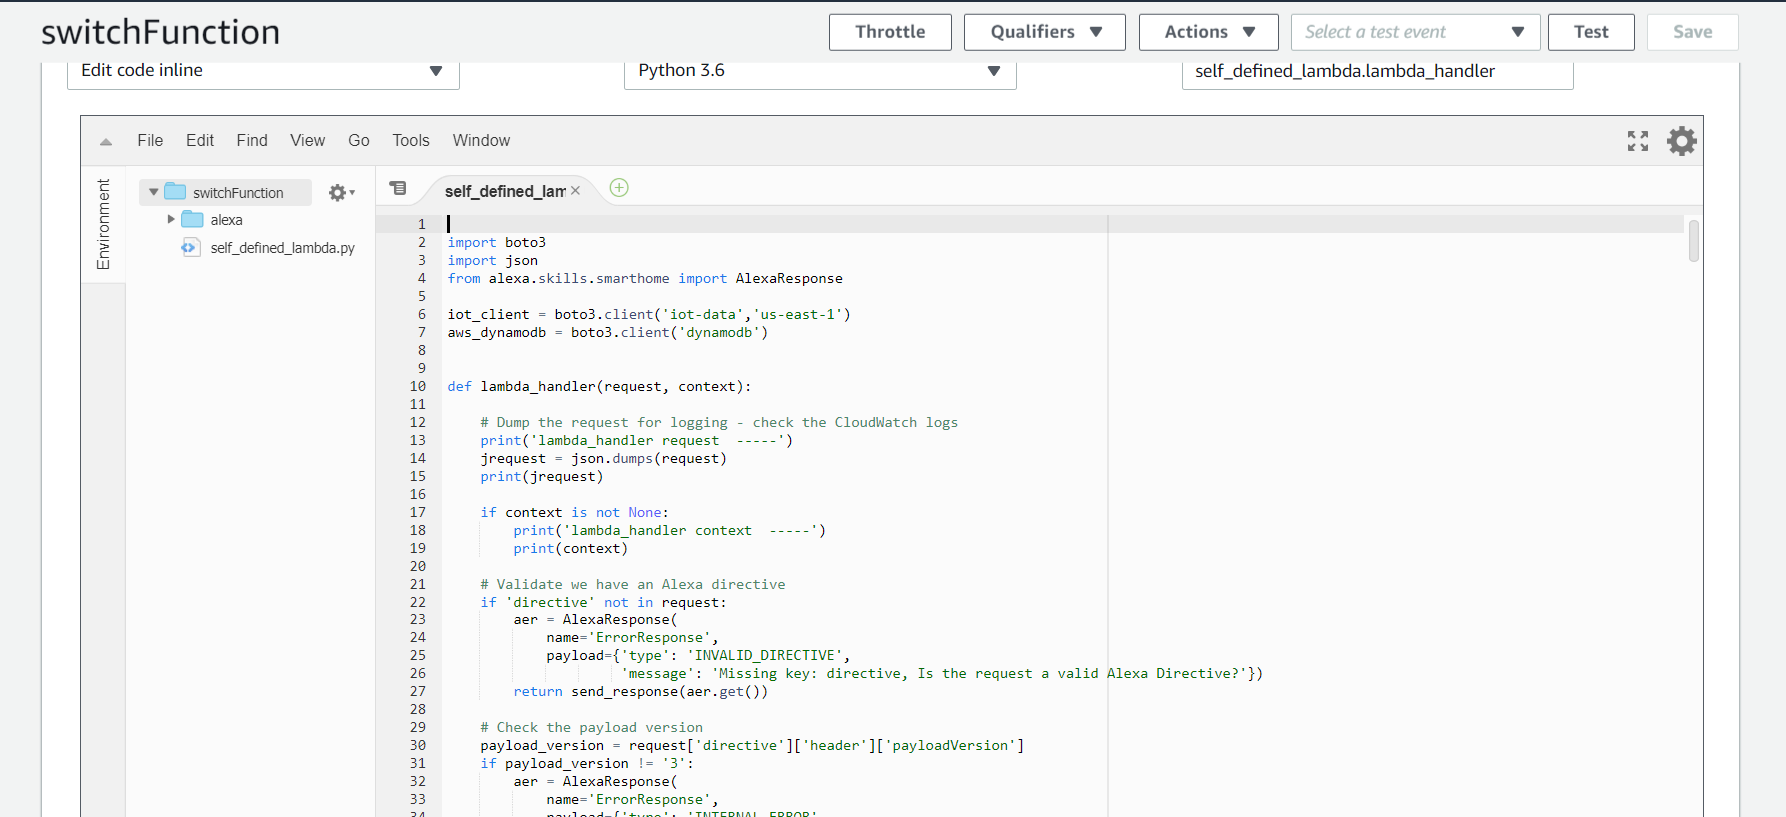 switchFunction
Throttle Qualifiers Actions Select a test event Test Save
Edit code inline Python 3.6 self_defined_lambda.lambda_handler
File Edit Find View Go Tools Window
Environment
switchFunction
alexa
self_defined_lambda.py
self_defined_lam
1
2 import boto3
3 import json
4 from alexa.skills.smarthome import AlexaResponse
5
6 iot_client = boto3.client('iot-data','us-east-1')
7 aws_dynamodb = boto3.client('dynamodb')
8
9
10 def lambda_handler(request, context):
11
12     # Dump the request for logging - check the CloudWatch logs
13     print('lambda_handler request  -----')
14     jrequest = json.dumps(request)
15     print(jrequest)
16
17     if context is not None:
18         print('lambda_handler context  -----')
19         print(context)
20
21     # Validate we have an Alexa directive
22     if 'directive' not in request:
23         aer = AlexaResponse(
24             name='ErrorResponse',
25             payload={'type': 'INVALID_DIRECTIVE',
26                      'message': 'Missing key: directive, Is the request a valid Alexa Directive?'})
27         return send_response(aer.get())
28
29     # Check the payload version
30     payload_version = request['directive']['header']['payloadVersion']
31     if payload_version != '3':
32         aer = AlexaResponse(
33             name='ErrorResponse',
34             payload={'type': 'INTERNAL_ERROR',